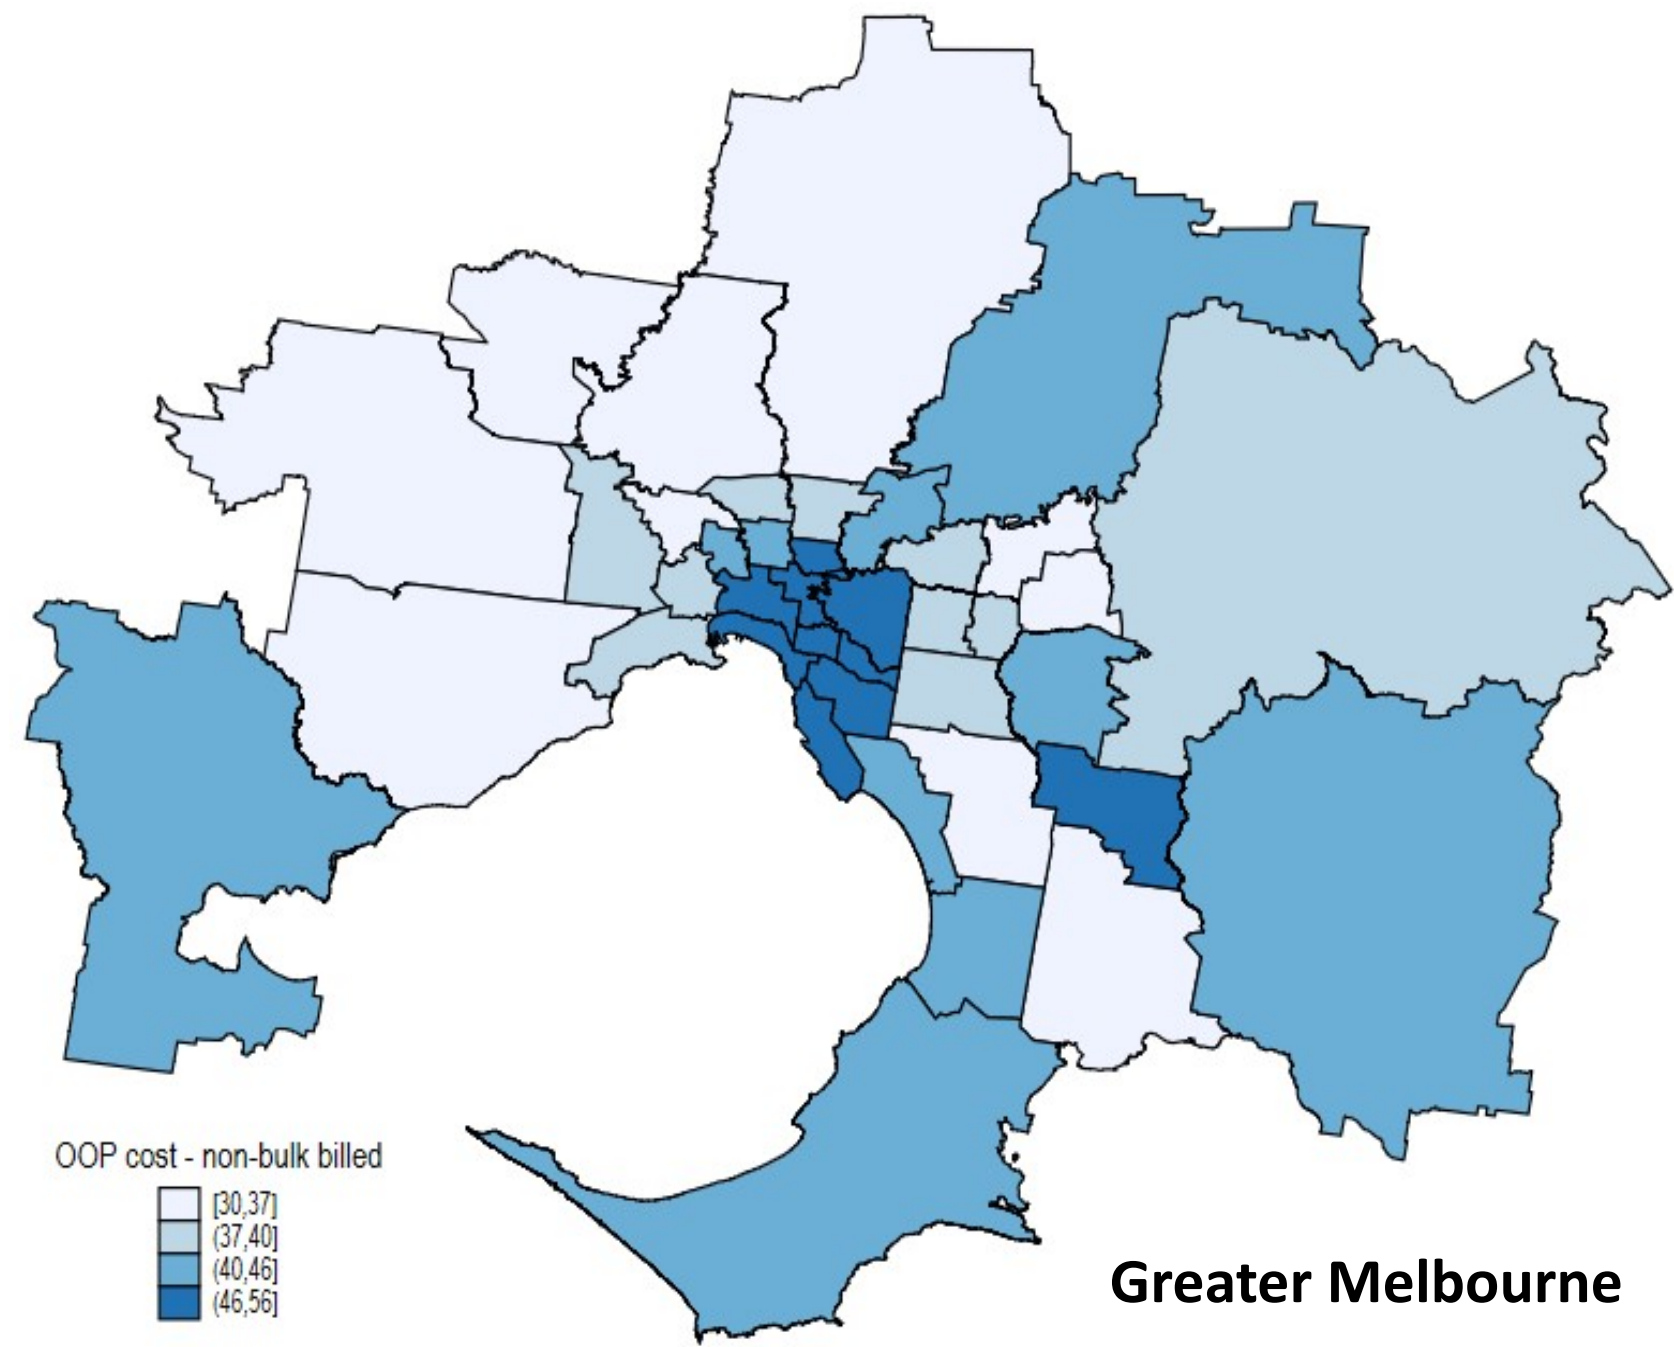 OOP cost - non-bulk billed
[30,37]
(37,40]
(40,46]
(46,56]
Greater Melbourne